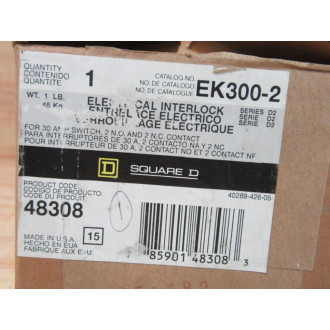 QUANTITY
CANTIDAD
CONTENIDO
1
CATALOG NO.
NO. DE CATALOGO
NO. DE CATALOGUE
EK300-2
WT. 1 LB.
.45 KG.
INTERLOCK SERIES D2
ELECTRICO SERIE D2
ELECTRIQUE SERIE D2
FOR 30 AMP SWITCH, 2 N.O. AND 2 N.C. CONTACT
PARA INTERRUPTORES DE 30 A, 2 CONTACTO NA Y 2 NC
POUR INTERRUPTEUR DE 30 A, 2 CONTACT NO ET 2 CONTACT NF
D SQUARE D
40289-426-05
PRODUCT CODE:
CODIGO DE PRODUCTO:
CODE DU PRODUIT:
48308
1
MADE IN U.S.A.
HECHO EN EUA
FABRIQUE AUX E-U.
15
85901 48308 3